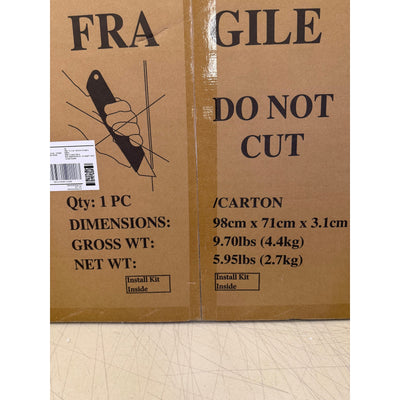 FRA GILE
DO NOT
CUT
Qty: 1 PC /CARTON
DIMENSIONS: 98cm x 71cm x 3.1cm
GROSS WT: 9.70lbs (4.4kg)
NET WT: 5.95lbs (2.7kg)
Install Kit Inside
Install Kit Inside